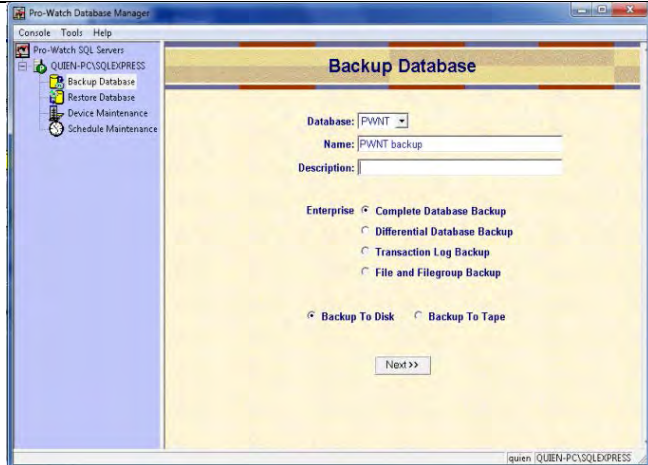 Pro-Watch Database Manager
Console Tools Help
Pro-Watch SQL Servers
QUIEN-PC\SQLEXPRESS
Backup Database
Restore Database
Device Maintenance
Schedule Maintenance
Backup Database
Database: PWNT
Name: PWNT backup
Description:
Enterprise Complete Database Backup
Differential Database Backup
Transaction Log Backup
File and Filegroup Backup
Backup To Disk Backup To Tape
Next >>
quien QUIEN-PC\SQLEXPRESS